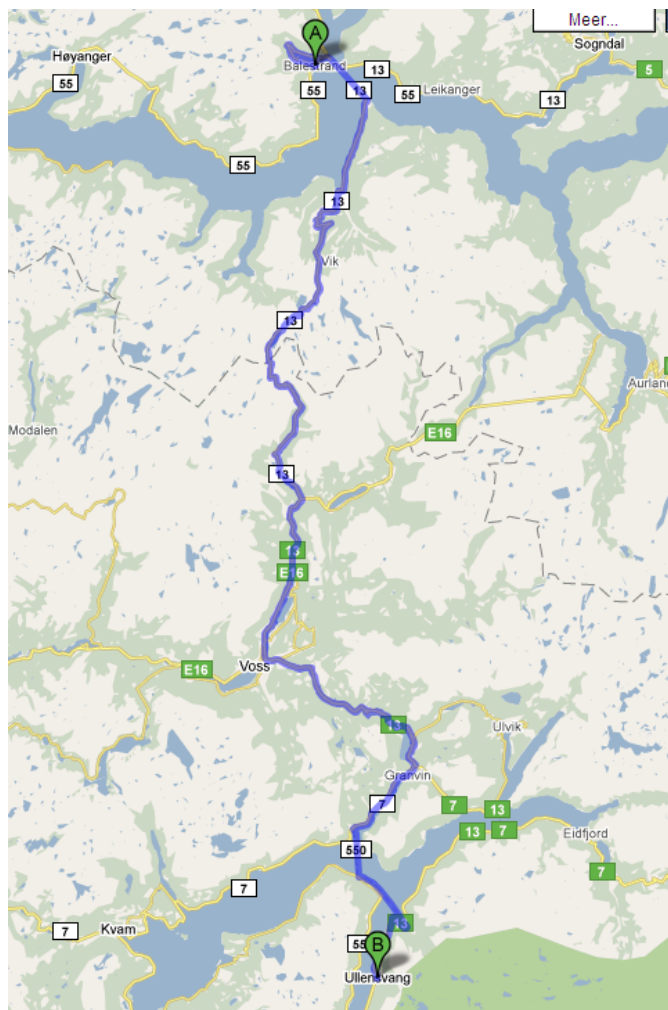 Meer...
A
Høyanger
Sogndal
Balestrand
13
5
55
55
13
Leikanger
55
13
55
13
Vik
13
Aurland
Modalen
E16
13
13
E16
Voss
E16
13
Ulvik
Granvin
7
7
13
13
7
Eidfjord
550
7
7
7
Kvam
13
55
B
Ullensvang